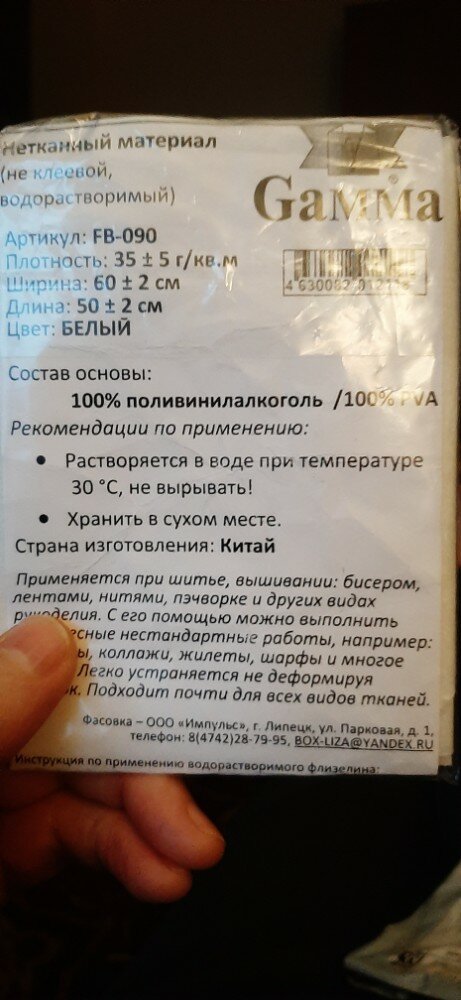 Нетканный материал
(не клеевой,
водорастворимый)
GaMMa
Артикул: FB-090
Плотность: 35 ± 5 г/кв.м
Ширина: 60 ± 2 см
Длина: 50 ± 2 см
Цвет: БЕЛЫЙ
Состав основы:
100% поливинилалкоголь /100% PVA
Рекомендации по применению:
• Растворяется в воде при температуре
30 °C, не вырывать!
• Хранить в сухом месте.
Страна изготовления: Китай
Применяется при шитье, вышивании: бисером,
лентами, нитями, пэчворке и других видах
рукоделия. С его помощью можно выполнить
нестандартные работы, например:
коллажи, жилеты, шарфы и многое
Легко устраняется не деформируя
Подходит почти для всех видов тканей.
Фасовка – ООО «Импульс», г. Липецк, ул. Парковая, д. 1,
телефон: 8(4742)28-79-95, BOX-LIZA@YANDEX.RU
Инструкция по применению водорастворимого флизелина: